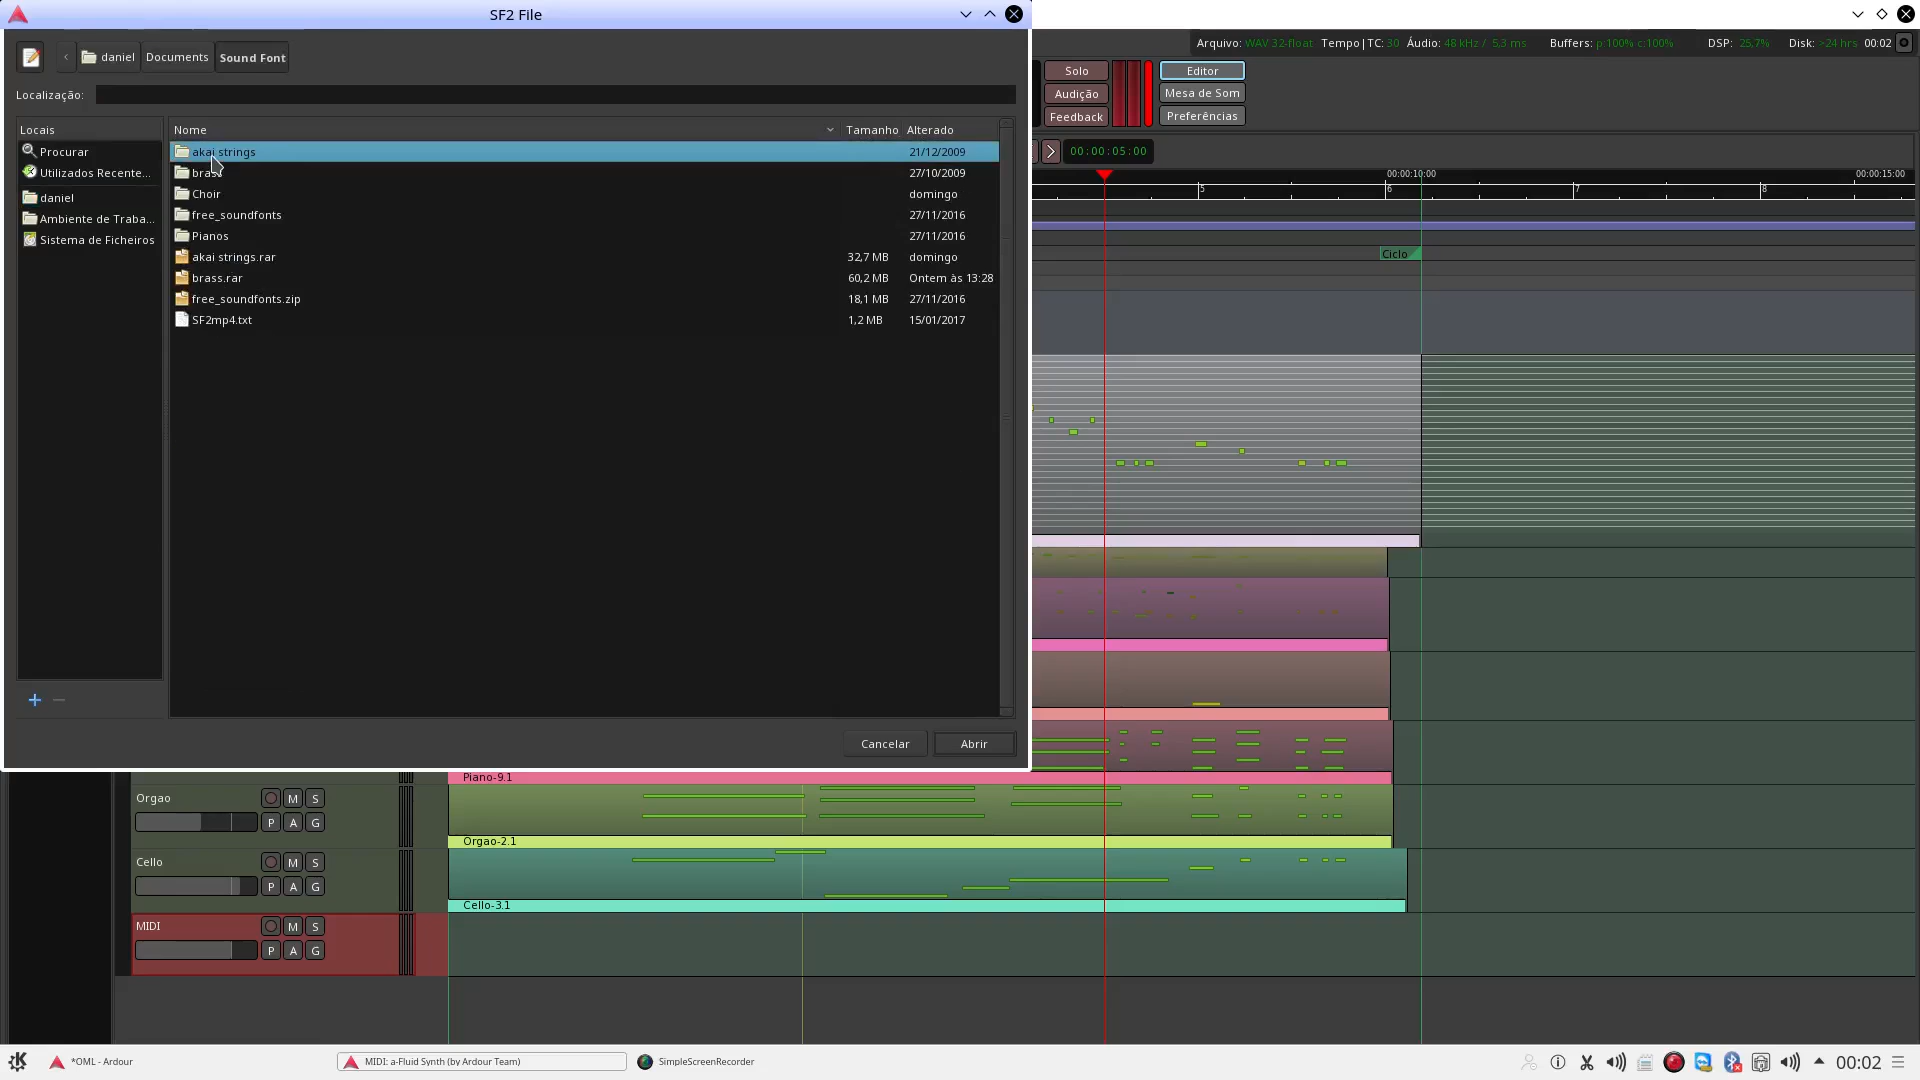 SF2 File
daniel
Documents
Sound Font
Localização:
Locais
Nome
Tamanho
Alterado
Procurar
Utilizados Recente...
daniel
Ambiente de Traba...
Sistema de Ficheiros
akai strings 21/12/2009
27/10/2009
Choir domingo
free_soundfonts 27/11/2016
Pianos 27/11/2016
akai strings.rar 32,7 MB domingo
brass.rar 60,2 MB Ontem às 13:28
free_soundfonts.zip 18,1 MB 27/11/2016
SF2mp4.txt 1,2 MB 15/01/2017
Cancelar
Abrir
Arquivo: WAV 32-float Tempo|TC: 30 Áudio: 48 kHz / 5,3 ms Buffers: p:100% c:100% DSP: 25,7% Disk: >24 hrs 00:02
Solo
Editor
Audição
Mesa de Som
Feedback
Preferências
00:00:05:00
00:00:10:00
00:00:15:00
5
6
7
8
Ciclo
Piano-9.1
Orgao
M
S
P
A
G
Orgao-2.1
Cello
M
S
P
A
G
Cello-3.1
MIDI
M
S
P
A
G
*OML - Ardour
MIDI: a-Fluid Synth (by Ardour Team)
SimpleScreenRecorder
00:02